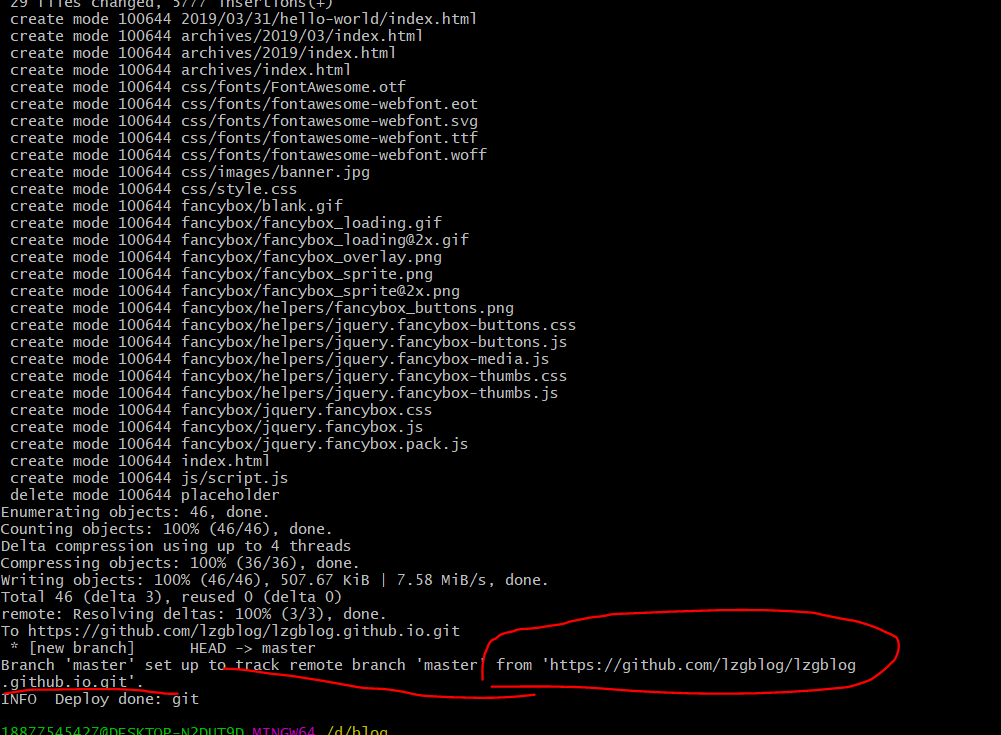 29 files changed, 5777 insertions(+)
create mode 100644 2019/03/31/hello-world/index.html
create mode 100644 archives/2019/03/index.html
create mode 100644 archives/2019/index.html
create mode 100644 archives/index.html
create mode 100644 css/fonts/FontAwesome.otf
create mode 100644 css/fonts/fontawesome-webfont.eot
create mode 100644 css/fonts/fontawesome-webfont.svg
create mode 100644 css/fonts/fontawesome-webfont.ttf
create mode 100644 css/fonts/fontawesome-webfont.woff
create mode 100644 css/images/banner.jpg
create mode 100644 css/style.css
create mode 100644 fancybox/blank.gif
create mode 100644 fancybox/fancybox_loading.gif
create mode 100644 fancybox/fancybox_loading@2x.gif
create mode 100644 fancybox/fancybox_overlay.png
create mode 100644 fancybox/fancybox_sprite.png
create mode 100644 fancybox/fancybox_sprite@2x.png
create mode 100644 fancybox/helpers/fancybox_buttons.png
create mode 100644 fancybox/helpers/jquery.fancybox-buttons.css
create mode 100644 fancybox/helpers/jquery.fancybox-buttons.js
create mode 100644 fancybox/helpers/jquery.fancybox-media.js
create mode 100644 fancybox/helpers/jquery.fancybox-thumbs.css
create mode 100644 fancybox/helpers/jquery.fancybox-thumbs.js
create mode 100644 fancybox/jquery.fancybox.css
create mode 100644 fancybox/jquery.fancybox.js
create mode 100644 fancybox/jquery.fancybox.pack.js
create mode 100644 index.html
create mode 100644 js/script.js
delete mode 100644 placeholder
Enumerating objects: 46, done.
Counting objects: 100% (46/46), done.
Delta compression using up to 4 threads
Compressing objects: 100% (36/36), done.
Writing objects: 100% (46/46), 507.67 KiB | 7.58 MiB/s, done.
Total 46 (delta 3), reused 0 (delta 0)
remote: Resolving deltas: 100% (3/3), done.
To https://github.com/lzgblog/lzgblog.github.io.git
* [new branch] HEAD -> master
Branch 'master' set up to track remote branch 'master' from 'https://github.com/lzgblog/lzgblog
.github.io.git'.
INFO Deploy done: git
18877545427@DESKTOP-N2DUT9D MINGW64 /d/blog